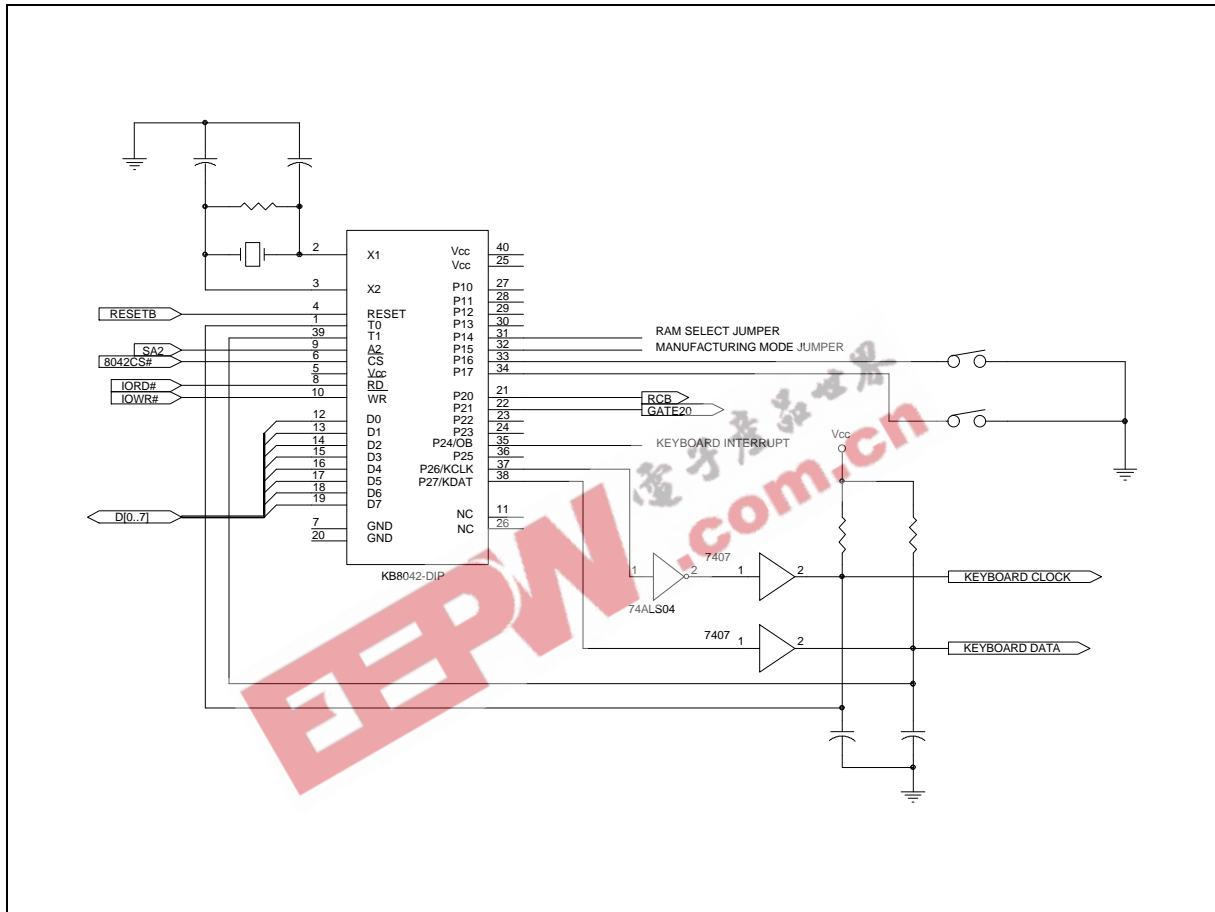 2 X1
3 X2
RESETB 4 RESET
1 T0
39 T1
SA2 9 A2
8042CS# 6 CS
5 Vcc
IORD# 8 RD
IOWR# 10 WR
12 D0
13 D1
14 D2
15 D3
16 D4
17 D5
18 D6
19 D7
D[0..7]
7 GND
20 GND
Vcc 40
Vcc 25
P10 27
P11 28
P12 29
P13 30
P14 31 RAM SELECT JUMPER
P15 32 MANUFACTURING MODE JUMPER
P16 33
P17 34
P20 21 RCB
P21 22 GATE20
P22 23
P23 24
P24/OB 35 KEYBOARD INTERRUPT
P25 36
P26/KCLK 37
P27/KDAT 38
NC 11
NC 26
KB8042-DIP
Vcc
1 2
74ALS04
7407
1 2
KEYBOARD CLOCK
7407
1 2
KEYBOARD DATA
EEPW
電子產品世界
.com.cn